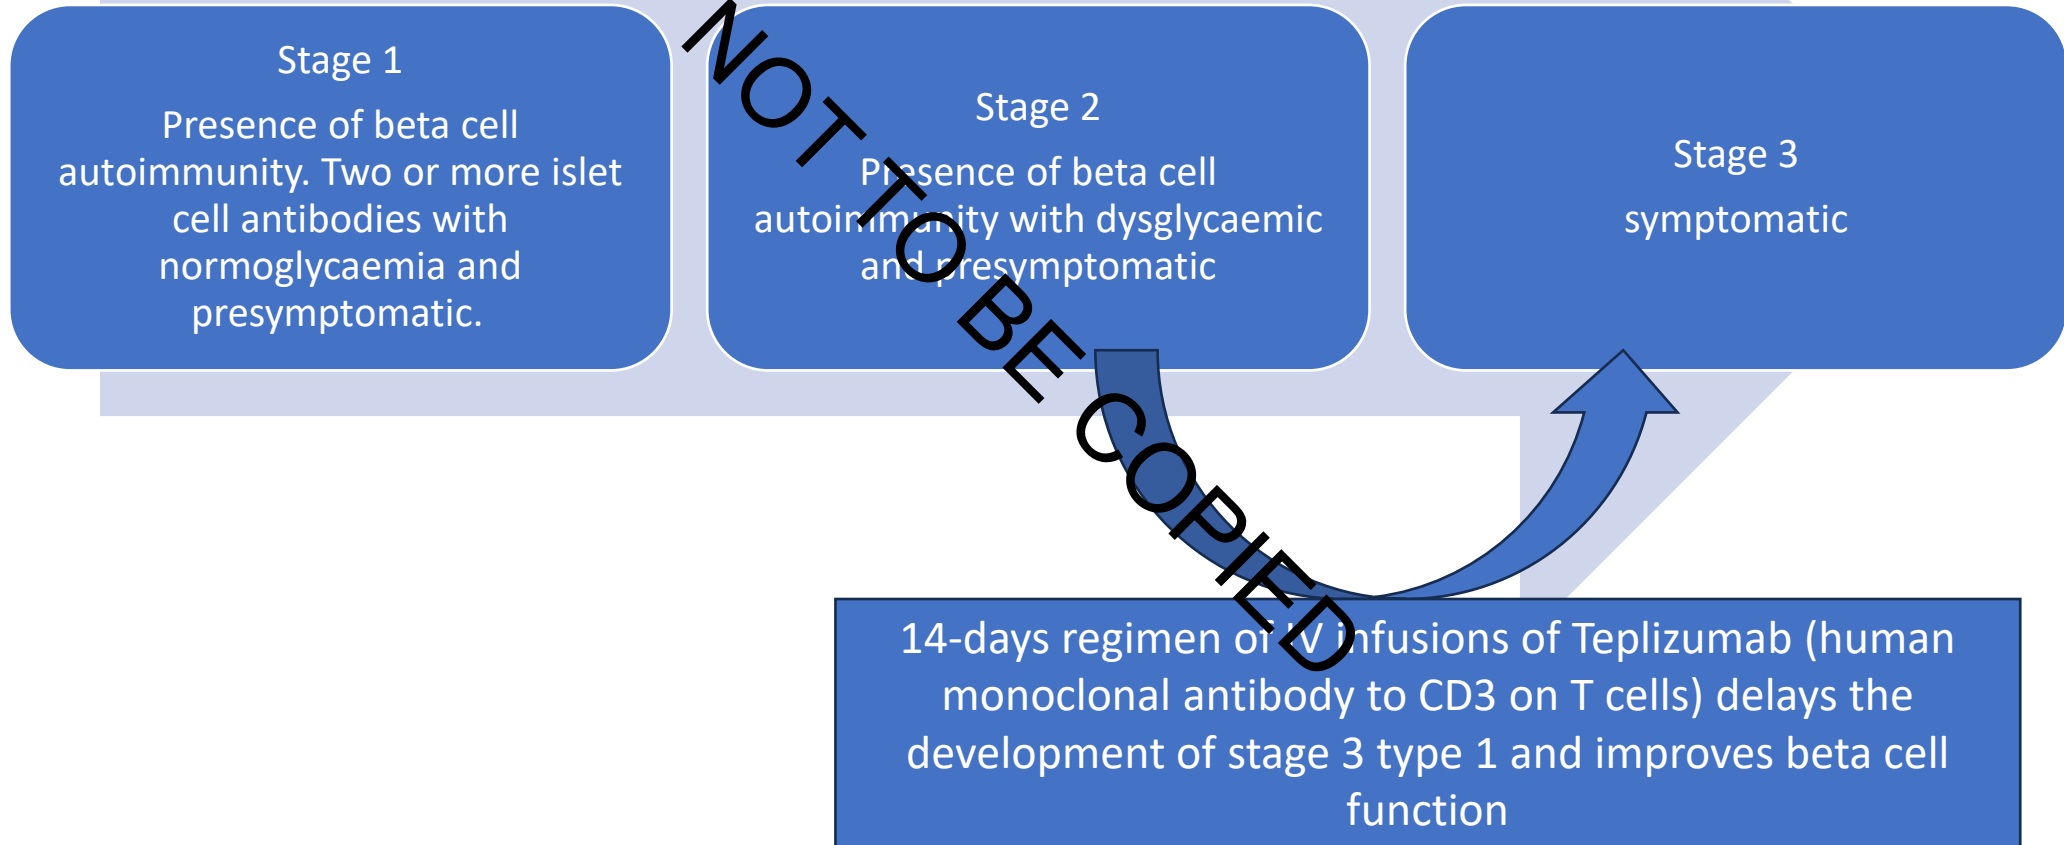 Stage 1
Presence of beta cell
autoimmunity. Two or more islet
cell antibodies with
normoglycaemia and
presymptomatic.
Stage 2
Presence of beta cell
autoimmunity with dysglycaemic
and presymptomatic
Stage 3
symptomatic
14-days regimen of IV infusions of Teplizumab (human
monoclonal antibody to CD3 on T cells) delays the
development of stage 3 type 1 and improves beta cell
function
NOT TO BE COPIED